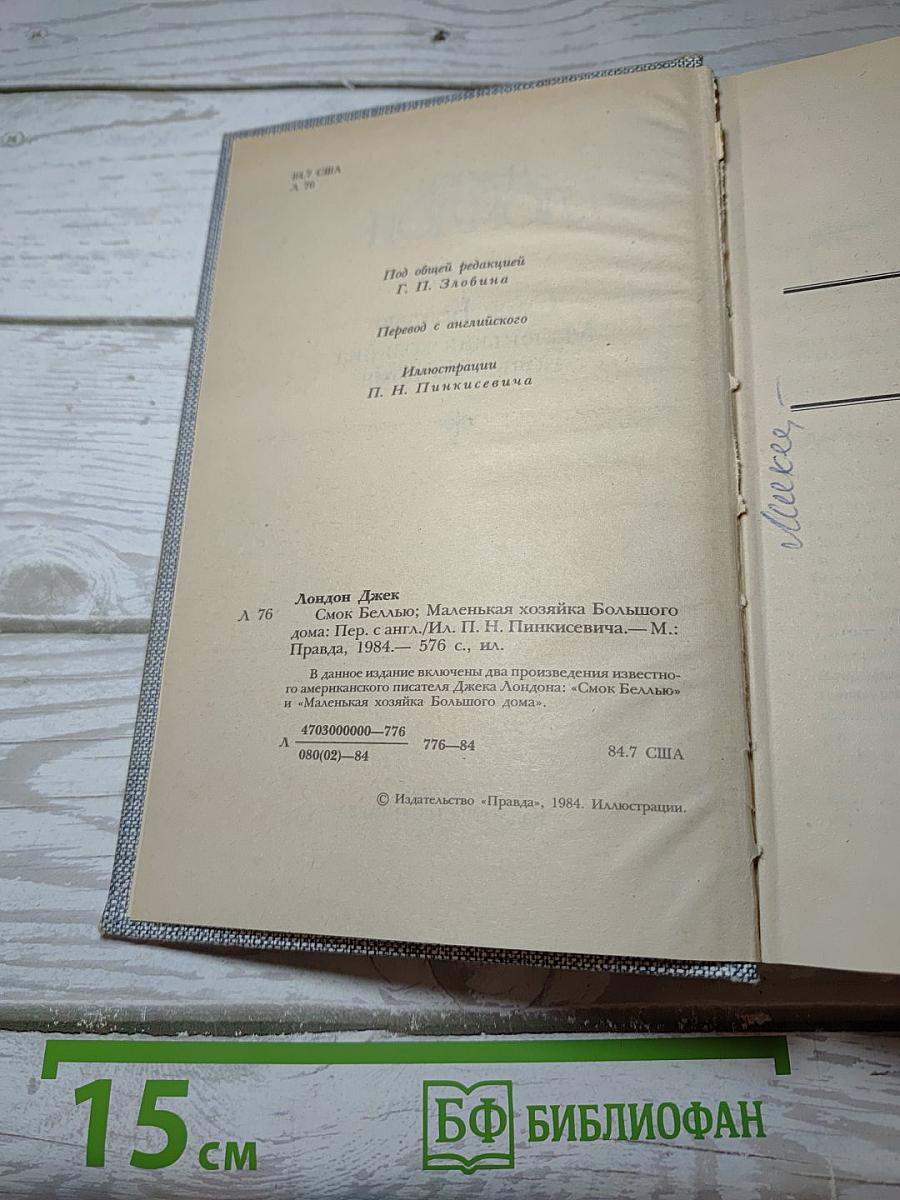 84.7 США
Л 76
Под общей редакцией
Г. П. Злобина
Перевод с английского
Иллюстрации
П. Н. Пинкисевича
Лондон Джек
Л 76 Смок Беллью; Маленькая хозяйка Большого
дома: Пер. с англ./Ил. П. Н. Пинкисевича.— М.:
Правда, 1984.— 576 с., ил.
В данное издание включены два произведения известно-
го американского писателя Джека Лондона: «Смок Беллью»
и «Маленькая хозяйка Большого дома».
4703000000—776
Л 776—84
080(02)—84
84.7 США
© Издательство «Правда», 1984. Иллюстрации.
15 см
БФ БИБЛИОФАН